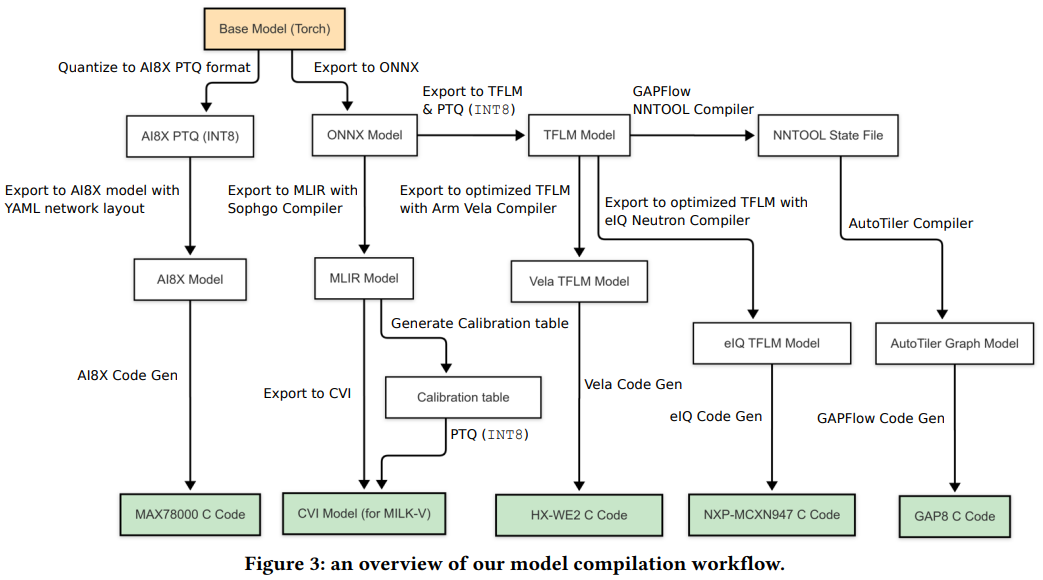 Base Model (Torch)
Quantize to AI8X PTQ format
Export to ONNX
Export to TFLM
& PTQ (INT8)
GAPFlow
NNTOOL Compiler
AI8X PTQ (INT8)
ONNX Model
TFLM Model
NNTOOL State File
Export to AI8X model with
YAML network layout
Export to MLIR with
Sophgo Compiler
Export to optimized TFLM
with Arm Vela Compiler
Export to optimized TFLM with
eIQ Neutron Compiler
AutoTiler Compiler
AI8X Model
MLIR Model
Vela TFLM Model
Generate Calibration table
eIQ TFLM Model
AutoTiler Graph Model
AI8X Code Gen
Export to CVI
Calibration table
Vela Code Gen
eIQ Code Gen
GAPFlow Code Gen
PTQ (INT8)
MAX78000 C Code
CVI Model (for MILK-V)
HX-WE2 C Code
NXP-MCXN947 C Code
GAP8 C Code
Figure 3: an overview of our model compilation workflow.